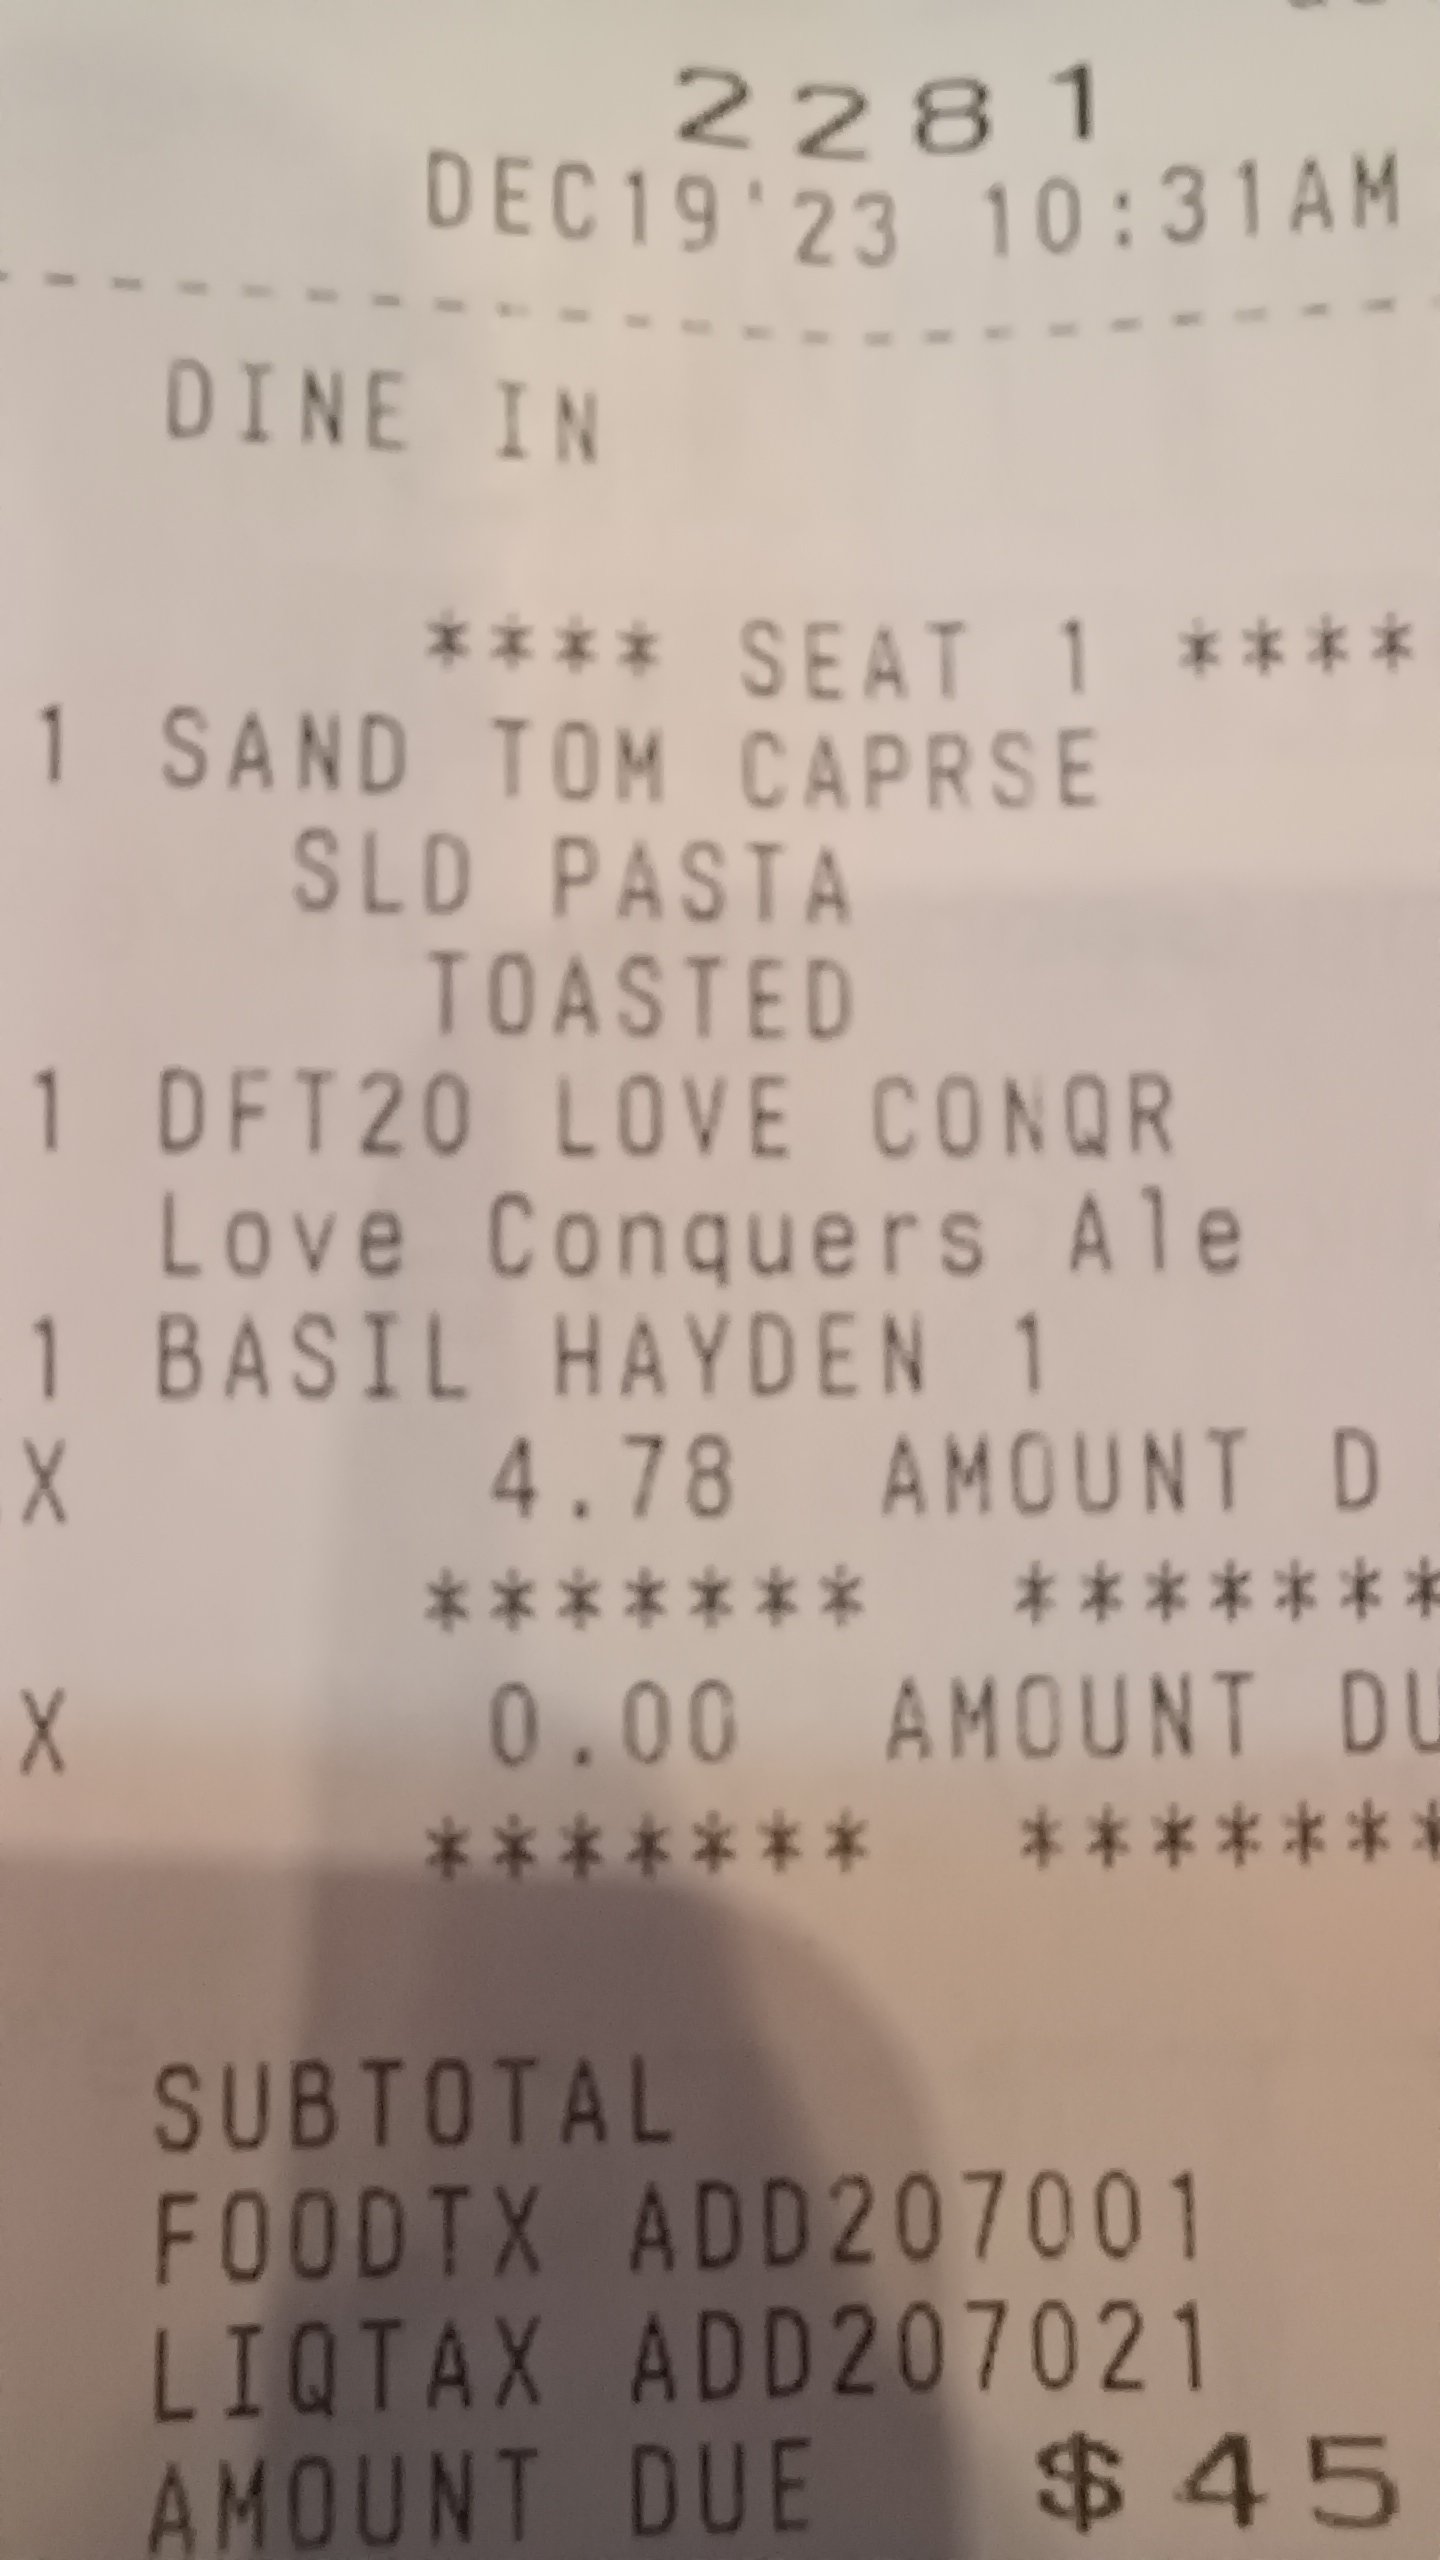 2281
DEC19'23 10:31AM
DINE IN
**** SEAT 1 ****
1 SAND TOM CAPRSE
SLD PASTA
TOASTED
1 DFT20 LOVE CONQR
Love Conquers Ale
1 BASIL HAYDEN 1
X 4.78 AMOUNT D
******* *******
X 0.00 AMOUNT DU
******* *******
SUBTOTAL
FOODTX ADD207001
LIQTAX ADD207021
AMOUNT DUE $45